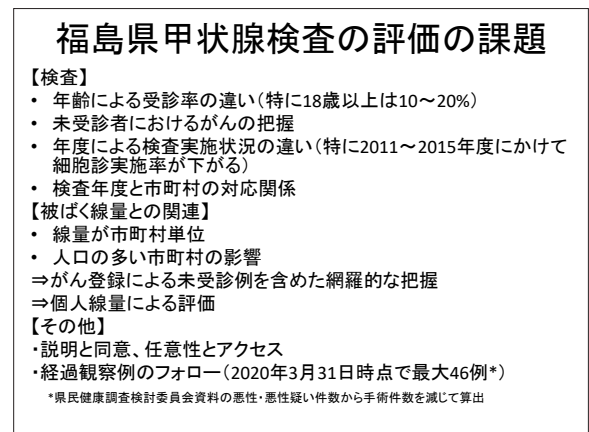 福島県甲状腺検査の評価の課題
【検査】
• 年齢による受診率の違い(特に18歳以上は10～20%)
• 未受診者におけるがんの把握
• 年度による検査実施状況の違い(特に2011～2015年度にかけて
細胞診実施率が下がる)
• 検査年度と市町村の対応関係
【被ばく線量との関連】
• 線量が市町村単位
• 人口の多い市町村の影響
⇒がん登録による未受診例を含めた網羅的な把握
⇒個人線量による評価
【その他】
・説明と同意、任意性とアクセス
・経過観察例のフォロー(2020年3月31日時点で最大46例*)
*県民健康調査検討委員会資料の悪性・悪性疑い件数から手術件数を減じて算出